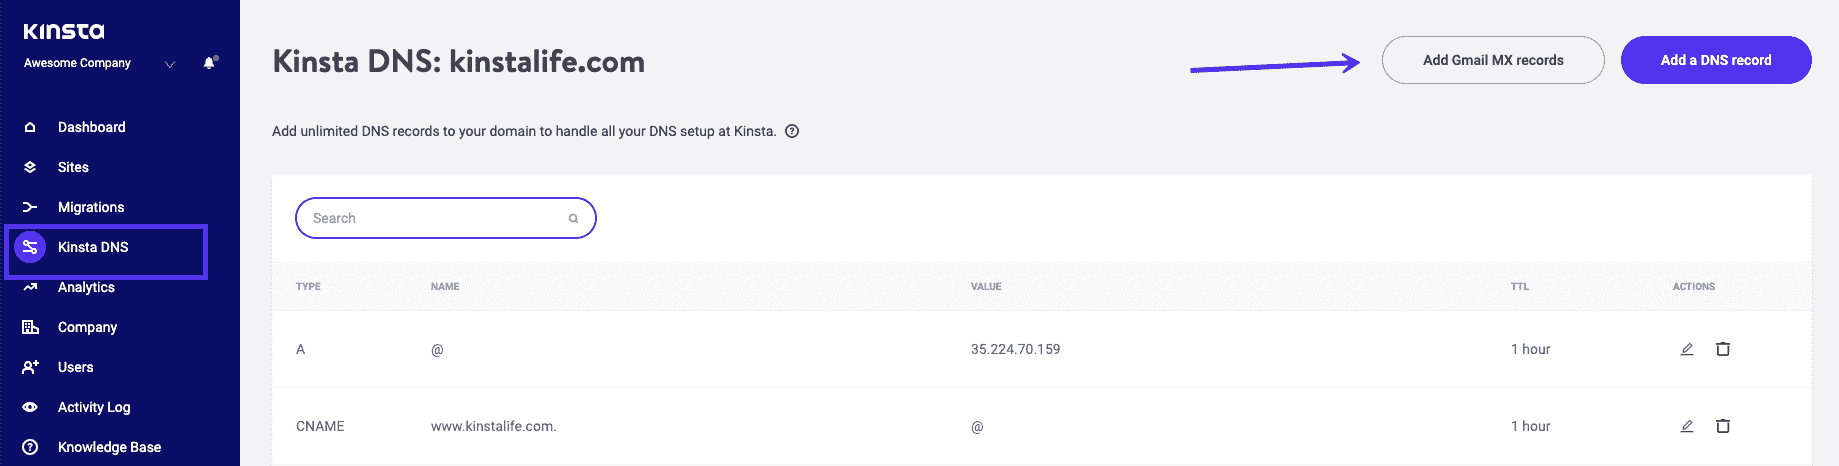 Kinsta
Awesome Company
Dashboard
Sites
Migrations
Kinsta DNS
Analytics
Company
Users
Activity Log
Knowledge Base
Kinsta DNS: kinstalife.com
Add Gmail MX records
Add a DNS record
Add unlimited DNS records to your domain to handle all your DNS setup at Kinsta. ?
Search
TYPE NAME VALUE TTL ACTIONS
A @ 35.224.70.159 1 hour
CNAME www.kinstalife.com. @ 1 hour